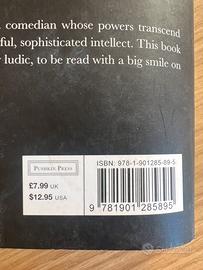 comedian whose powers transcend
ful, sophisticated intellect. This book
ludic, to be read with a big smile on
PUSHKIN PRESS
£7.99 UK
$12.95 USA
ISBN: 978-1-901285-89-5
9 781901 285895
subito